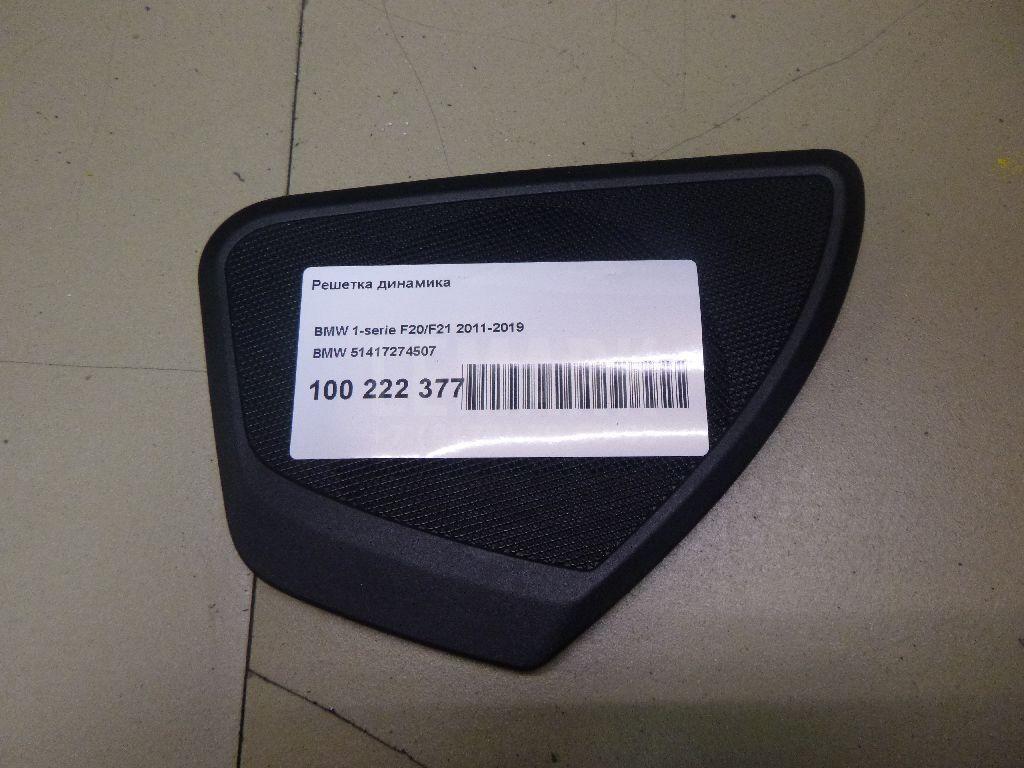 Решетка динамика
BMW 1-serie F20/F21 2011-2019
BMW 51417274507
100 222 377